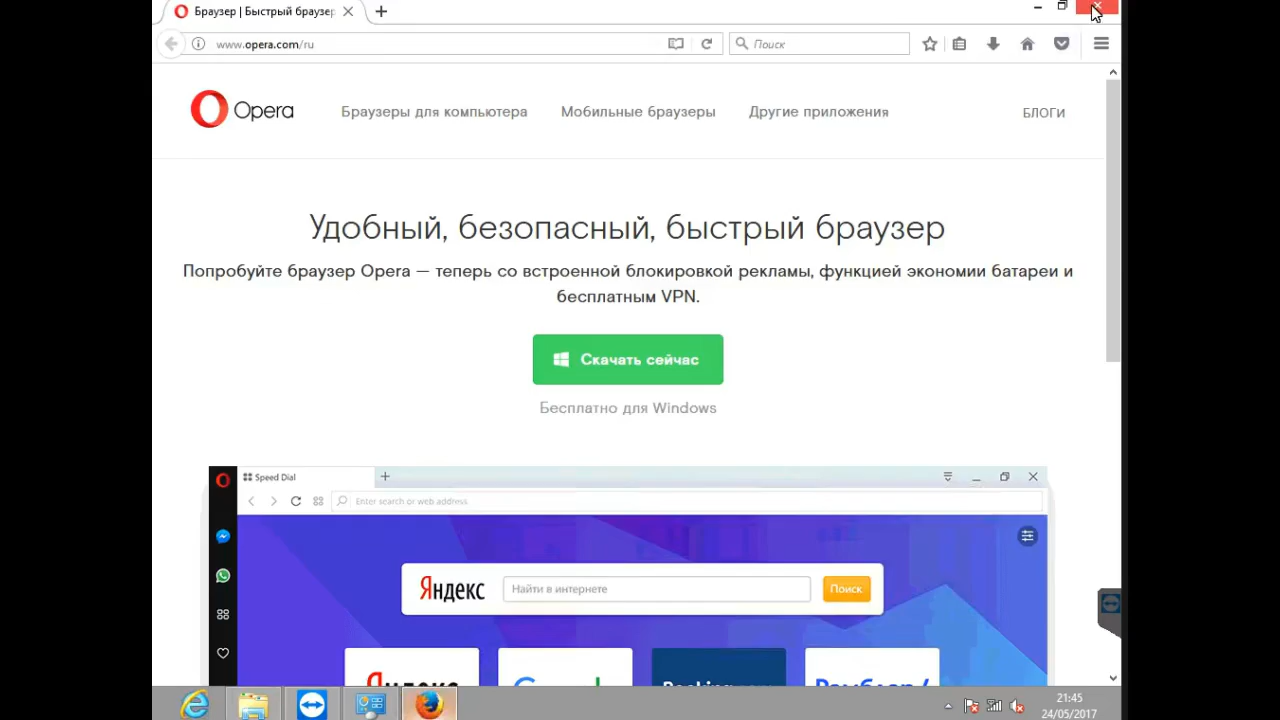 Браузер | Быстрый браузер
www.opera.com/ru
Поиск
Opera
Браузеры для компьютера
Мобильные браузеры
Другие приложения
БЛОГИ
Удобный, безопасный, быстрый браузер
Попробуйте браузер Opera — теперь со встроенной блокировкой рекламы, функцией экономии батареи и
бесплатным VPN.
Скачать сейчас
Бесплатно для Windows
Speed Dial
Enter search or web address
Яндекс
Найти в интернете
Поиск
Яндекс
21:45
24/05/2017